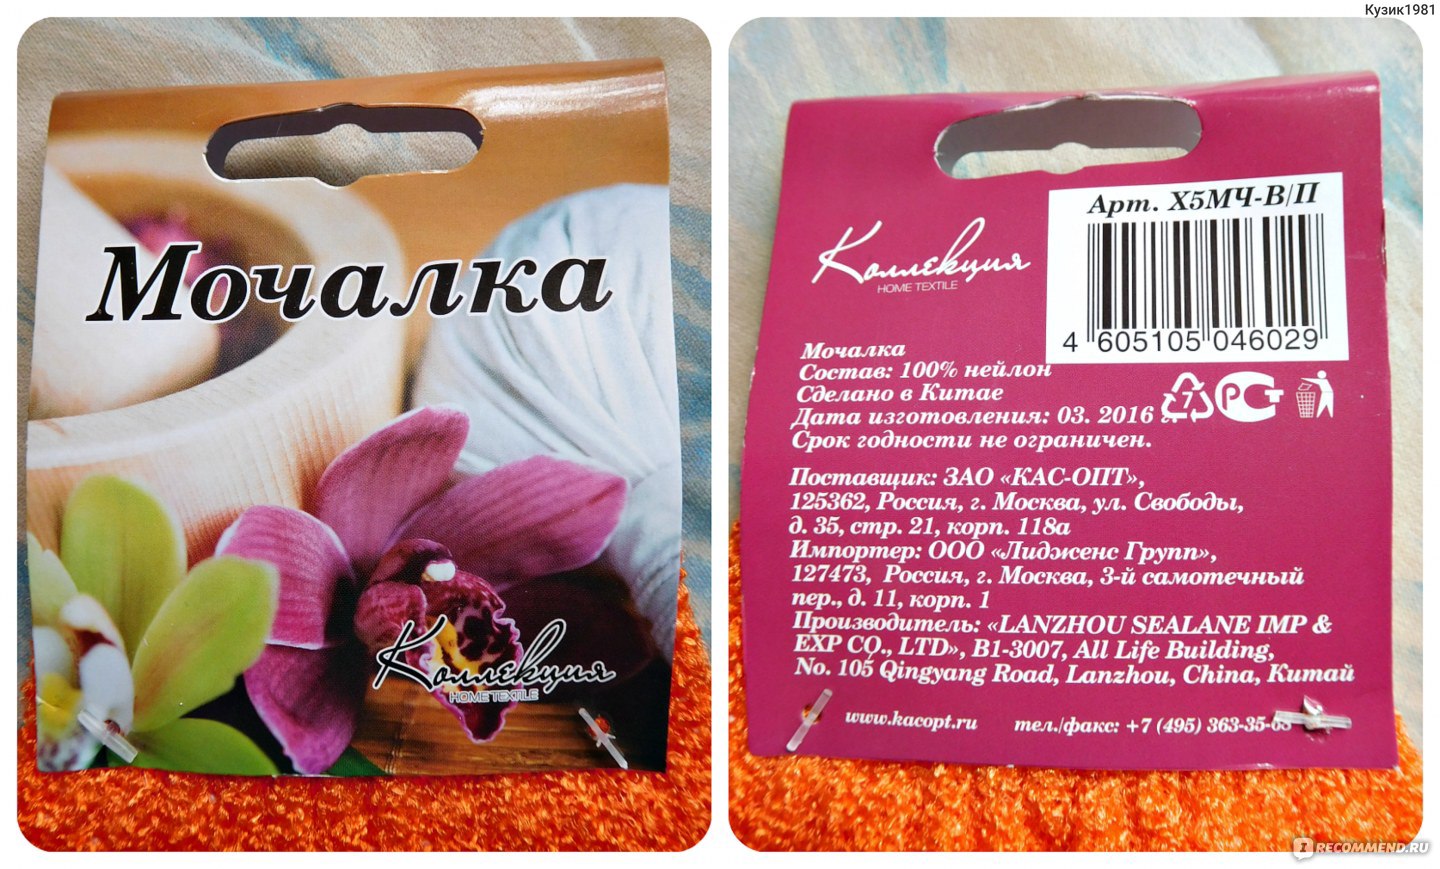 Кузик1981
Мочалка
Коллекция
HOME TEXTILE
Арт. Х5МЧ-В/П
4 605105 046029
Коллекция
HOME TEXTILE
Мочалка
Состав: 100% нейлон
Сделано в Китае
Дата изготовления: 03. 2016 г.
Срок годности не ограничен.
7
РСТ
Поставщик: ЗАО «КАС-ОПТ»,
125362, Россия, г. Москва, ул. Свободы,
д. 35, стр. 21, корп. 118а
Импортер: ООО «Лидженс Групп»,
127473, Россия, г. Москва, 3-й самотечный
пер., д. 11, корп. 1
Производитель: «LANZHOU SEALANE IMP &
EXP CO., LTD», B1-3007, All Life Building,
No. 105 Qingyang Road, Lanzhou, China, Китай
www.kacopt.ru тел./факс: +7 (495) 363-35-
I RECOMMEND.RU